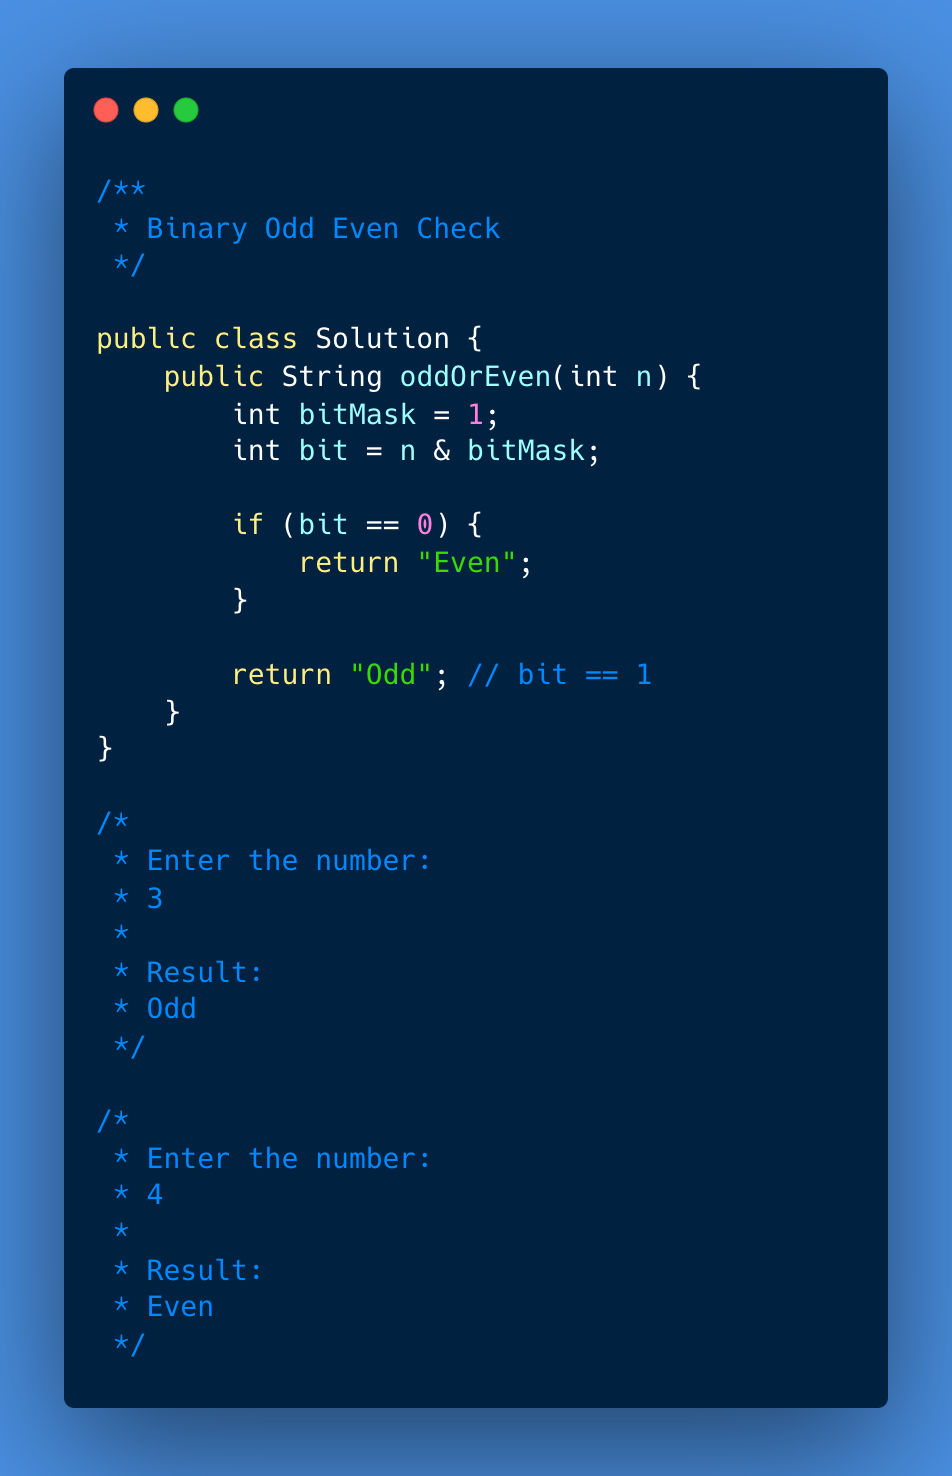 /**
 * Binary Odd Even Check
 */

public class Solution {
    public String oddOrEven(int n) {
        int bitMask = 1;
        int bit = n & bitMask;

        if (bit == 0) {
            return "Even";
        }

        return "Odd"; // bit == 1
    }
}

/*
 * Enter the number:
 * 3
 *
 * Result:
 * Odd
 */

/*
 * Enter the number:
 * 4
 *
 * Result:
 * Even
 */